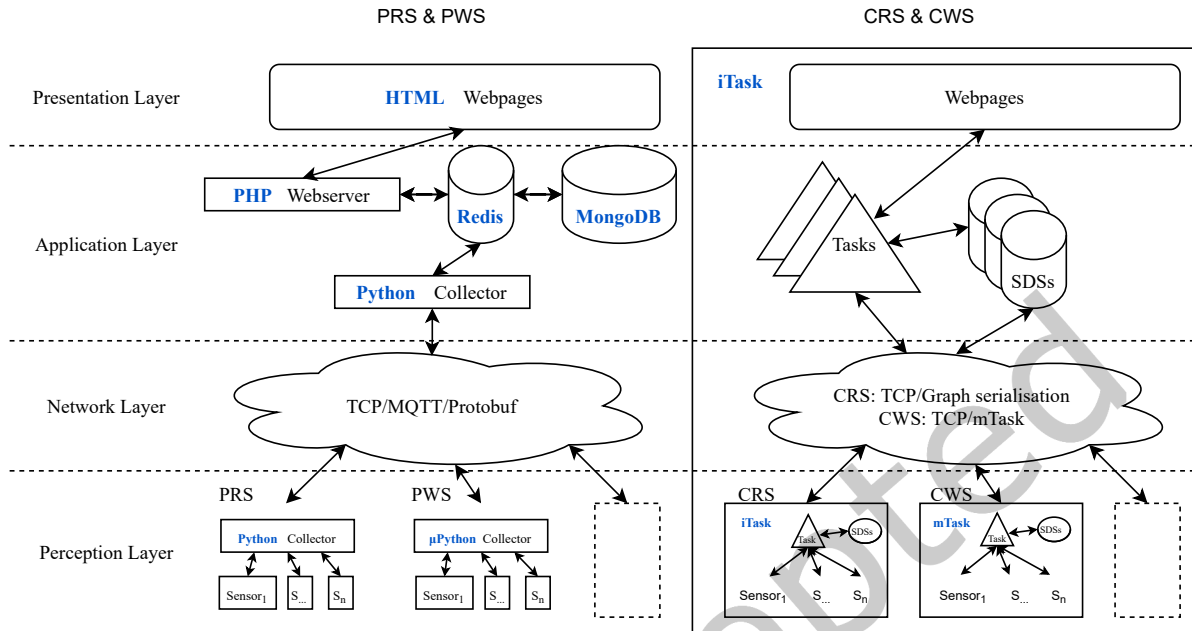 PRS & PWS
CRS & CWS
Presentation Layer
HTML Webpages
iTask
Webpages
Application Layer
PHP Webserver
Redis
MongoDB
Python Collector
Tasks
SDSs
Network Layer
TCP/MQTT/Protobuf
CRS: TCP/Graph serialisation
CWS: TCP/mTask
Perception Layer
PRS
Python Collector
Sensor1
S...
Sn
PWS
µPython Collector
Sensor1
S...
Sn
CRS
iTask
Task
SDSs
Sensor1
S...
Sn
CWS
mTask
Task
SDSs
Sensor1
S...
Sn